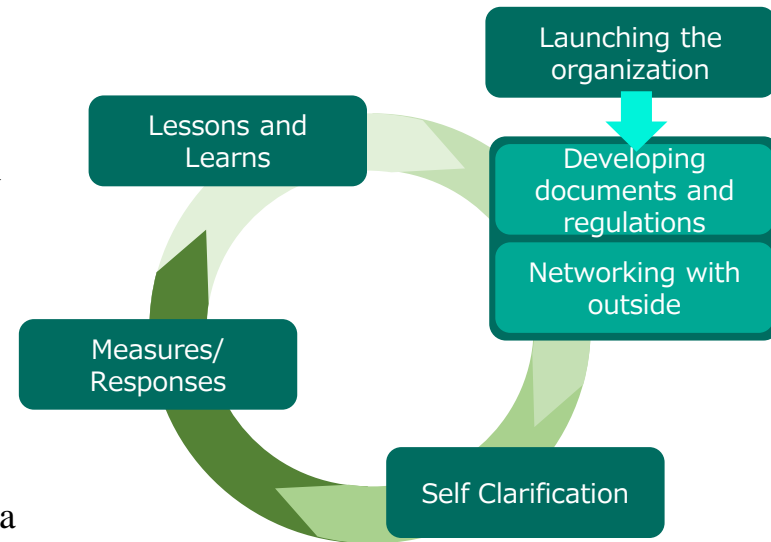 Launching the
organization
Lessons and
Learns
Developing
documents and
regulations
Networking with
outside
Measures/
Responses
Self Clarification
a